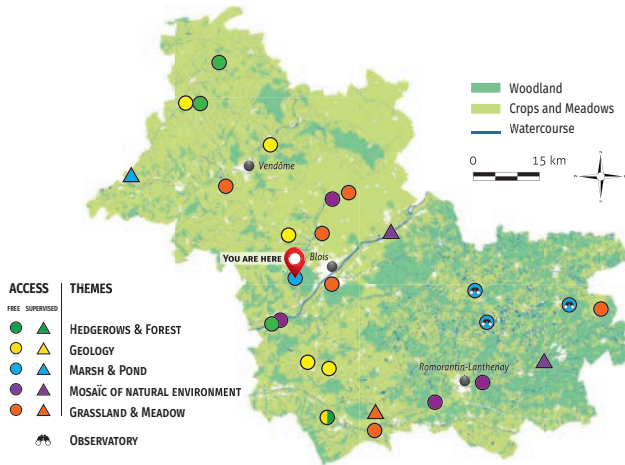 Woodland
Crops and Meadows
Watercourse
0 15 km
Vendôme
YOU ARE HERE
Blois
ACCESS THEMES
FREE SUPERVISED
HEDGEROWS & FOREST
GEOLOGY
MARSH & POND
MOSAÏC OF NATURAL ENVIRONMENT
GRASSLAND & MEADOW
OBSERVATORY
Romorantin-Lanthenay